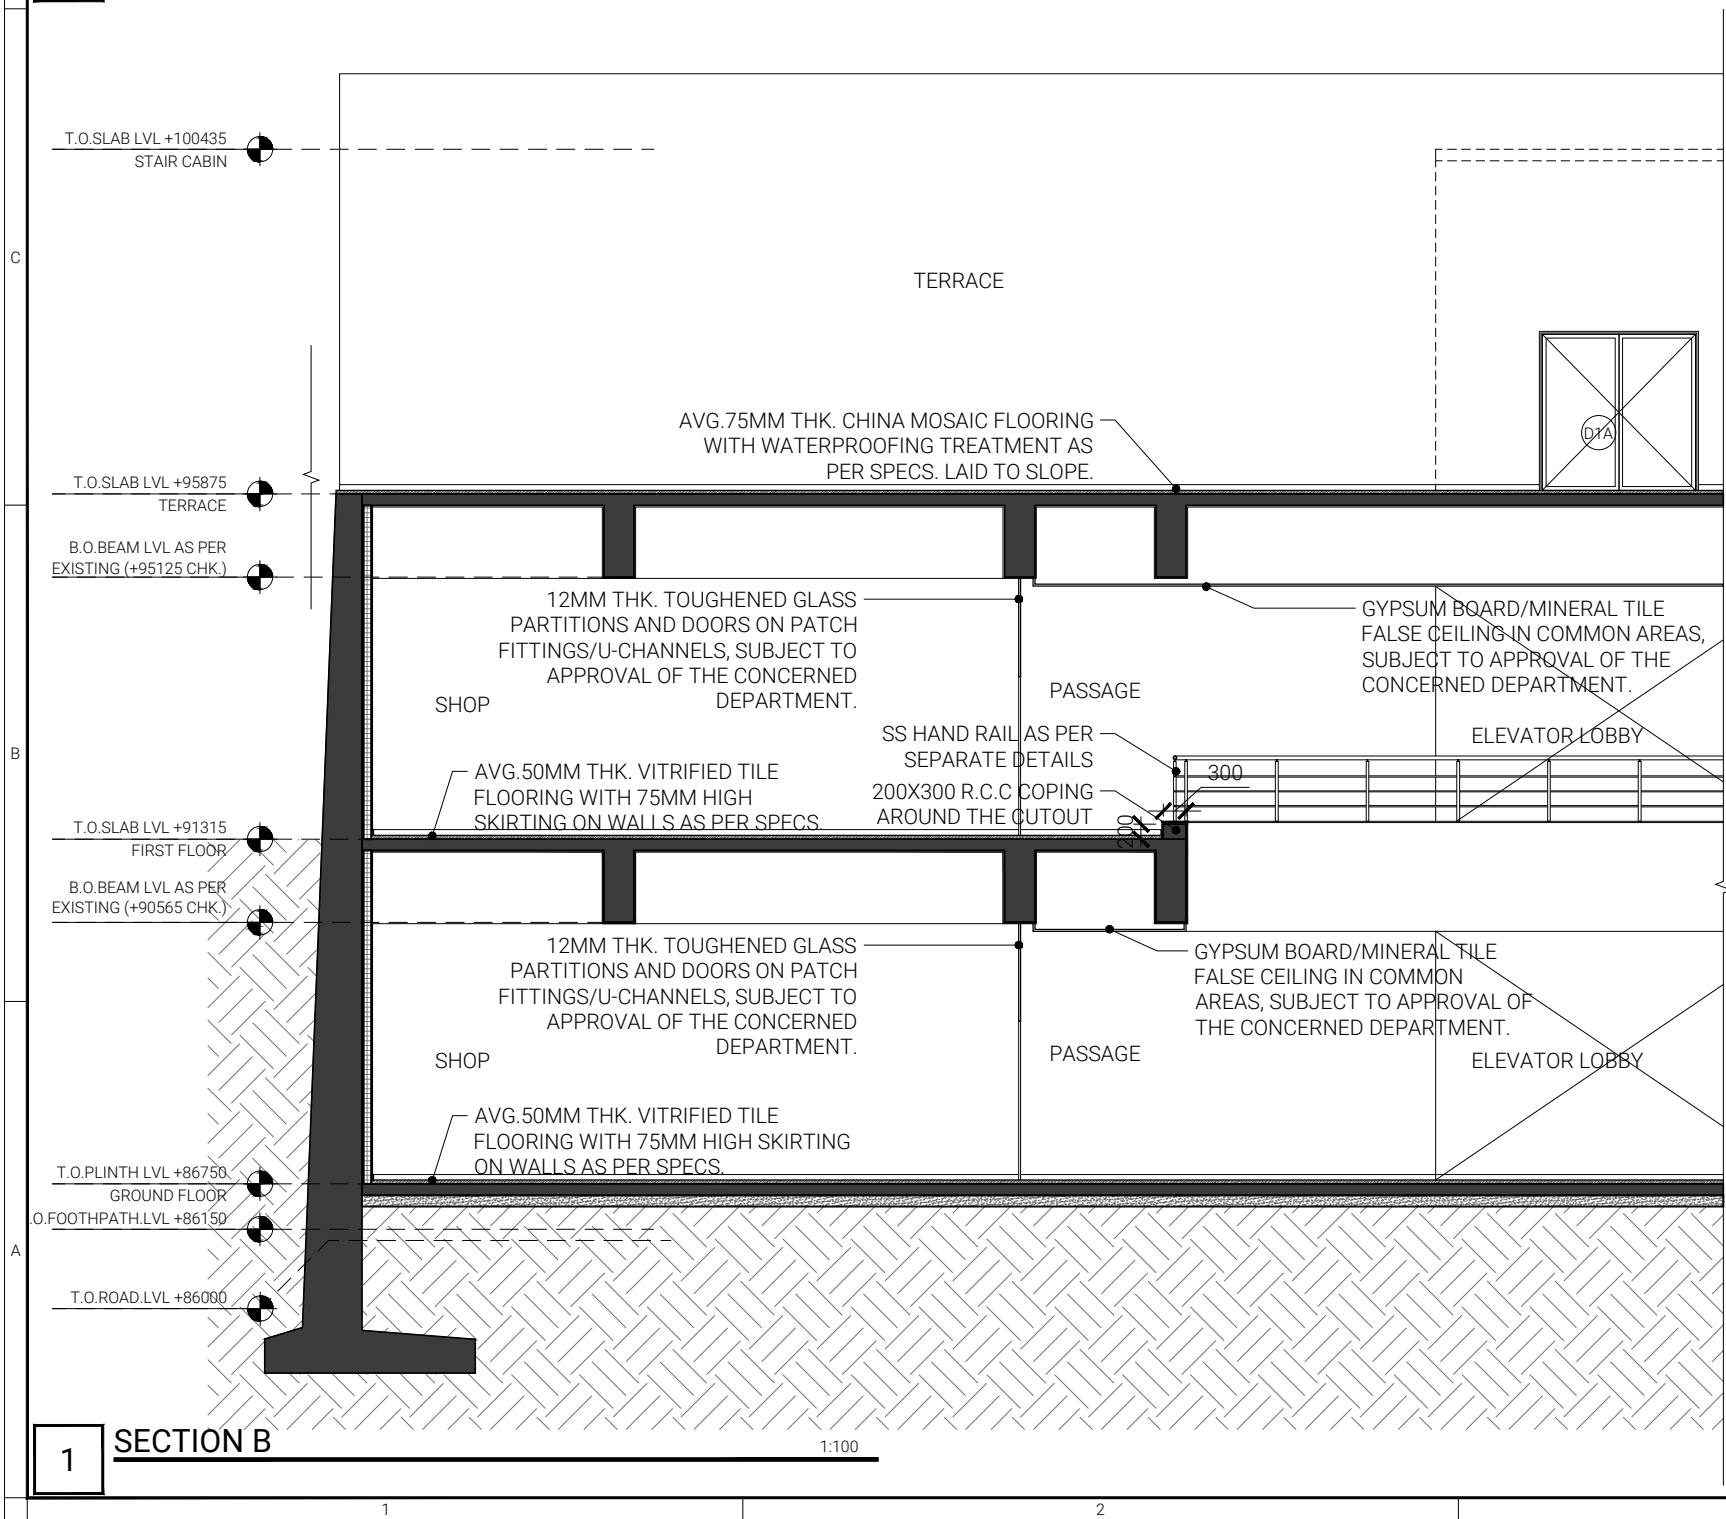 T.O.SLAB LVL +100435
STAIR CABIN
C
TERRACE
AVG.75MM THK. CHINA MOSAIC FLOORING
WITH WATERPROOFING TREATMENT AS
PER SPECS. LAID TO SLOPE.
D1A
T.O.SLAB LVL +95875
TERRACE
B.O.BEAM LVL AS PER
EXISTING (+95125 CHK.)
12MM THK. TOUGHENED GLASS
PARTITIONS AND DOORS ON PATCH
FITTINGS/U-CHANNELS, SUBJECT TO
APPROVAL OF THE CONCERNED
DEPARTMENT.
GYPSUM BOARD/MINERAL TILE
FALSE CEILING IN COMMON AREAS,
SUBJECT TO APPROVAL OF THE
CONCERNED DEPARTMENT.
SHOP
PASSAGE
ELEVATOR LOBBY
B
SS HAND RAIL AS PER
SEPARATE DETAILS
300
200X300 R.C.C COPING
AROUND THE CUTOUT
200
AVG.50MM THK. VITRIFIED TILE
FLOORING WITH 75MM HIGH
SKIRTING ON WALLS AS PER SPECS.
T.O.SLAB LVL +91315
FIRST FLOOR
B.O.BEAM LVL AS PER
EXISTING (+90565 CHK.)
12MM THK. TOUGHENED GLASS
PARTITIONS AND DOORS ON PATCH
FITTINGS/U-CHANNELS, SUBJECT TO
APPROVAL OF THE CONCERNED
DEPARTMENT.
GYPSUM BOARD/MINERAL TILE
FALSE CEILING IN COMMON
AREAS, SUBJECT TO APPROVAL OF
THE CONCERNED DEPARTMENT.
SHOP
PASSAGE
ELEVATOR LOBBY
AVG.50MM THK. VITRIFIED TILE
FLOORING WITH 75MM HIGH SKIRTING
ON WALLS AS PER SPECS.
T.O.PLINTH LVL +86750
GROUND FLOOR
.O.FOOTHPATH.LVL +86150
A
T.O.ROAD.LVL +86000
1
SECTION B
1:100
1
2